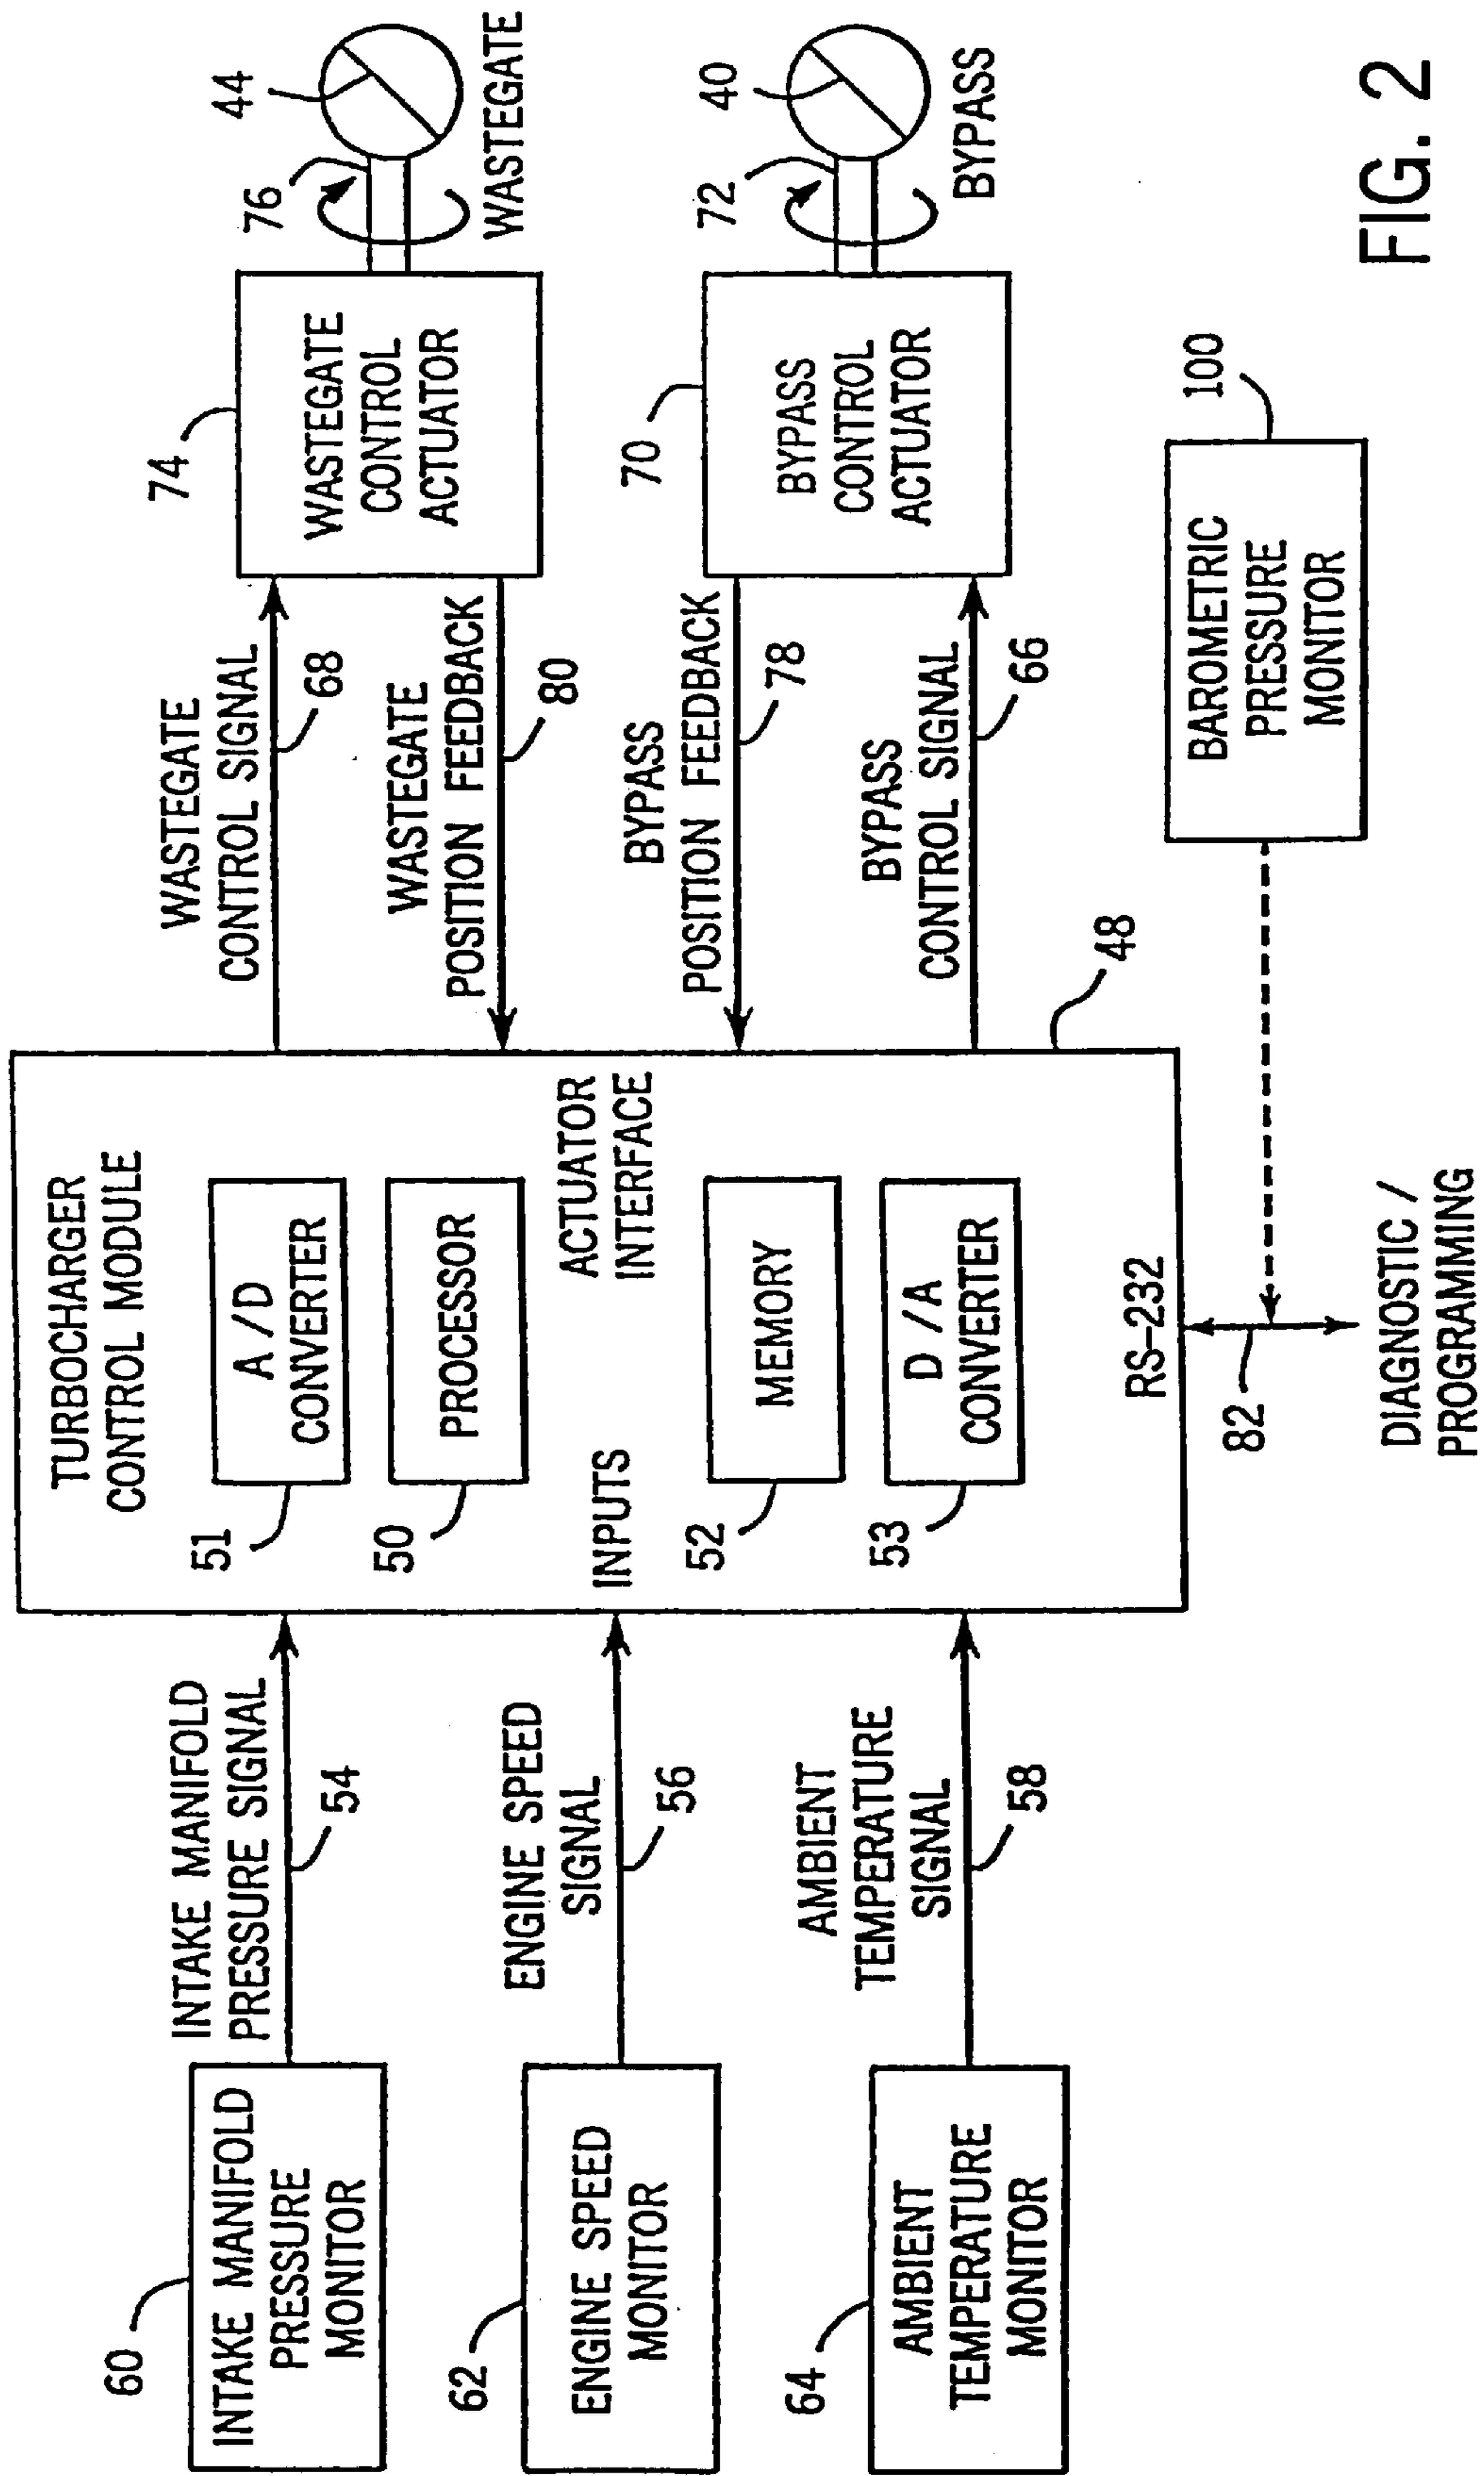 60
INTAKE MANIFOLD
PRESSURE
MONITOR
INTAKE MANIFOLD
PRESSURE SIGNAL
54
62
ENGINE SPEED
MONITOR
ENGINE SPEED
SIGNAL
56
64
AMBIENT
TEMPERATURE
MONITOR
AMBIENT
TEMPERATURE
SIGNAL
58
TURBOCHARGER
CONTROL MODULE
51
A/D
CONVERTER
50
PROCESSOR
INPUTS
ACTUATOR
INTERFACE
52
MEMORY
53
D/A
CONVERTER
RS-232
82
DIAGNOSTIC /
PROGRAMMING
48
WASTEGATE
CONTROL SIGNAL
68
WASTEGATE
POSITION FEEDBACK
80
BYPASS
POSITION FEEDBACK
78
BYPASS
CONTROL SIGNAL
66
74
WASTEGATE
CONTROL
ACTUATOR
76
44
WASTEGATE
70
BYPASS
CONTROL
ACTUATOR
72
40
BYPASS
100
BAROMETRIC
PRESSURE
MONITOR
FIG. 2